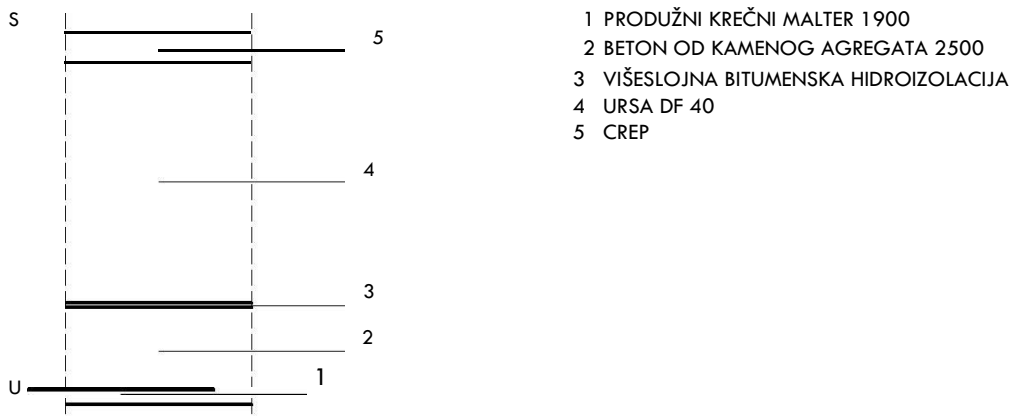 S
5
4
3
2
U
1
1 PRODUŽNI KREČNI MALTER 1900
2 BETON OD KAMENOG AGREGATA 2500
3 VIŠESLOJNA BITUMENSKA HIDROIZOLACIJA
4 URSA DF 40
5 CREP